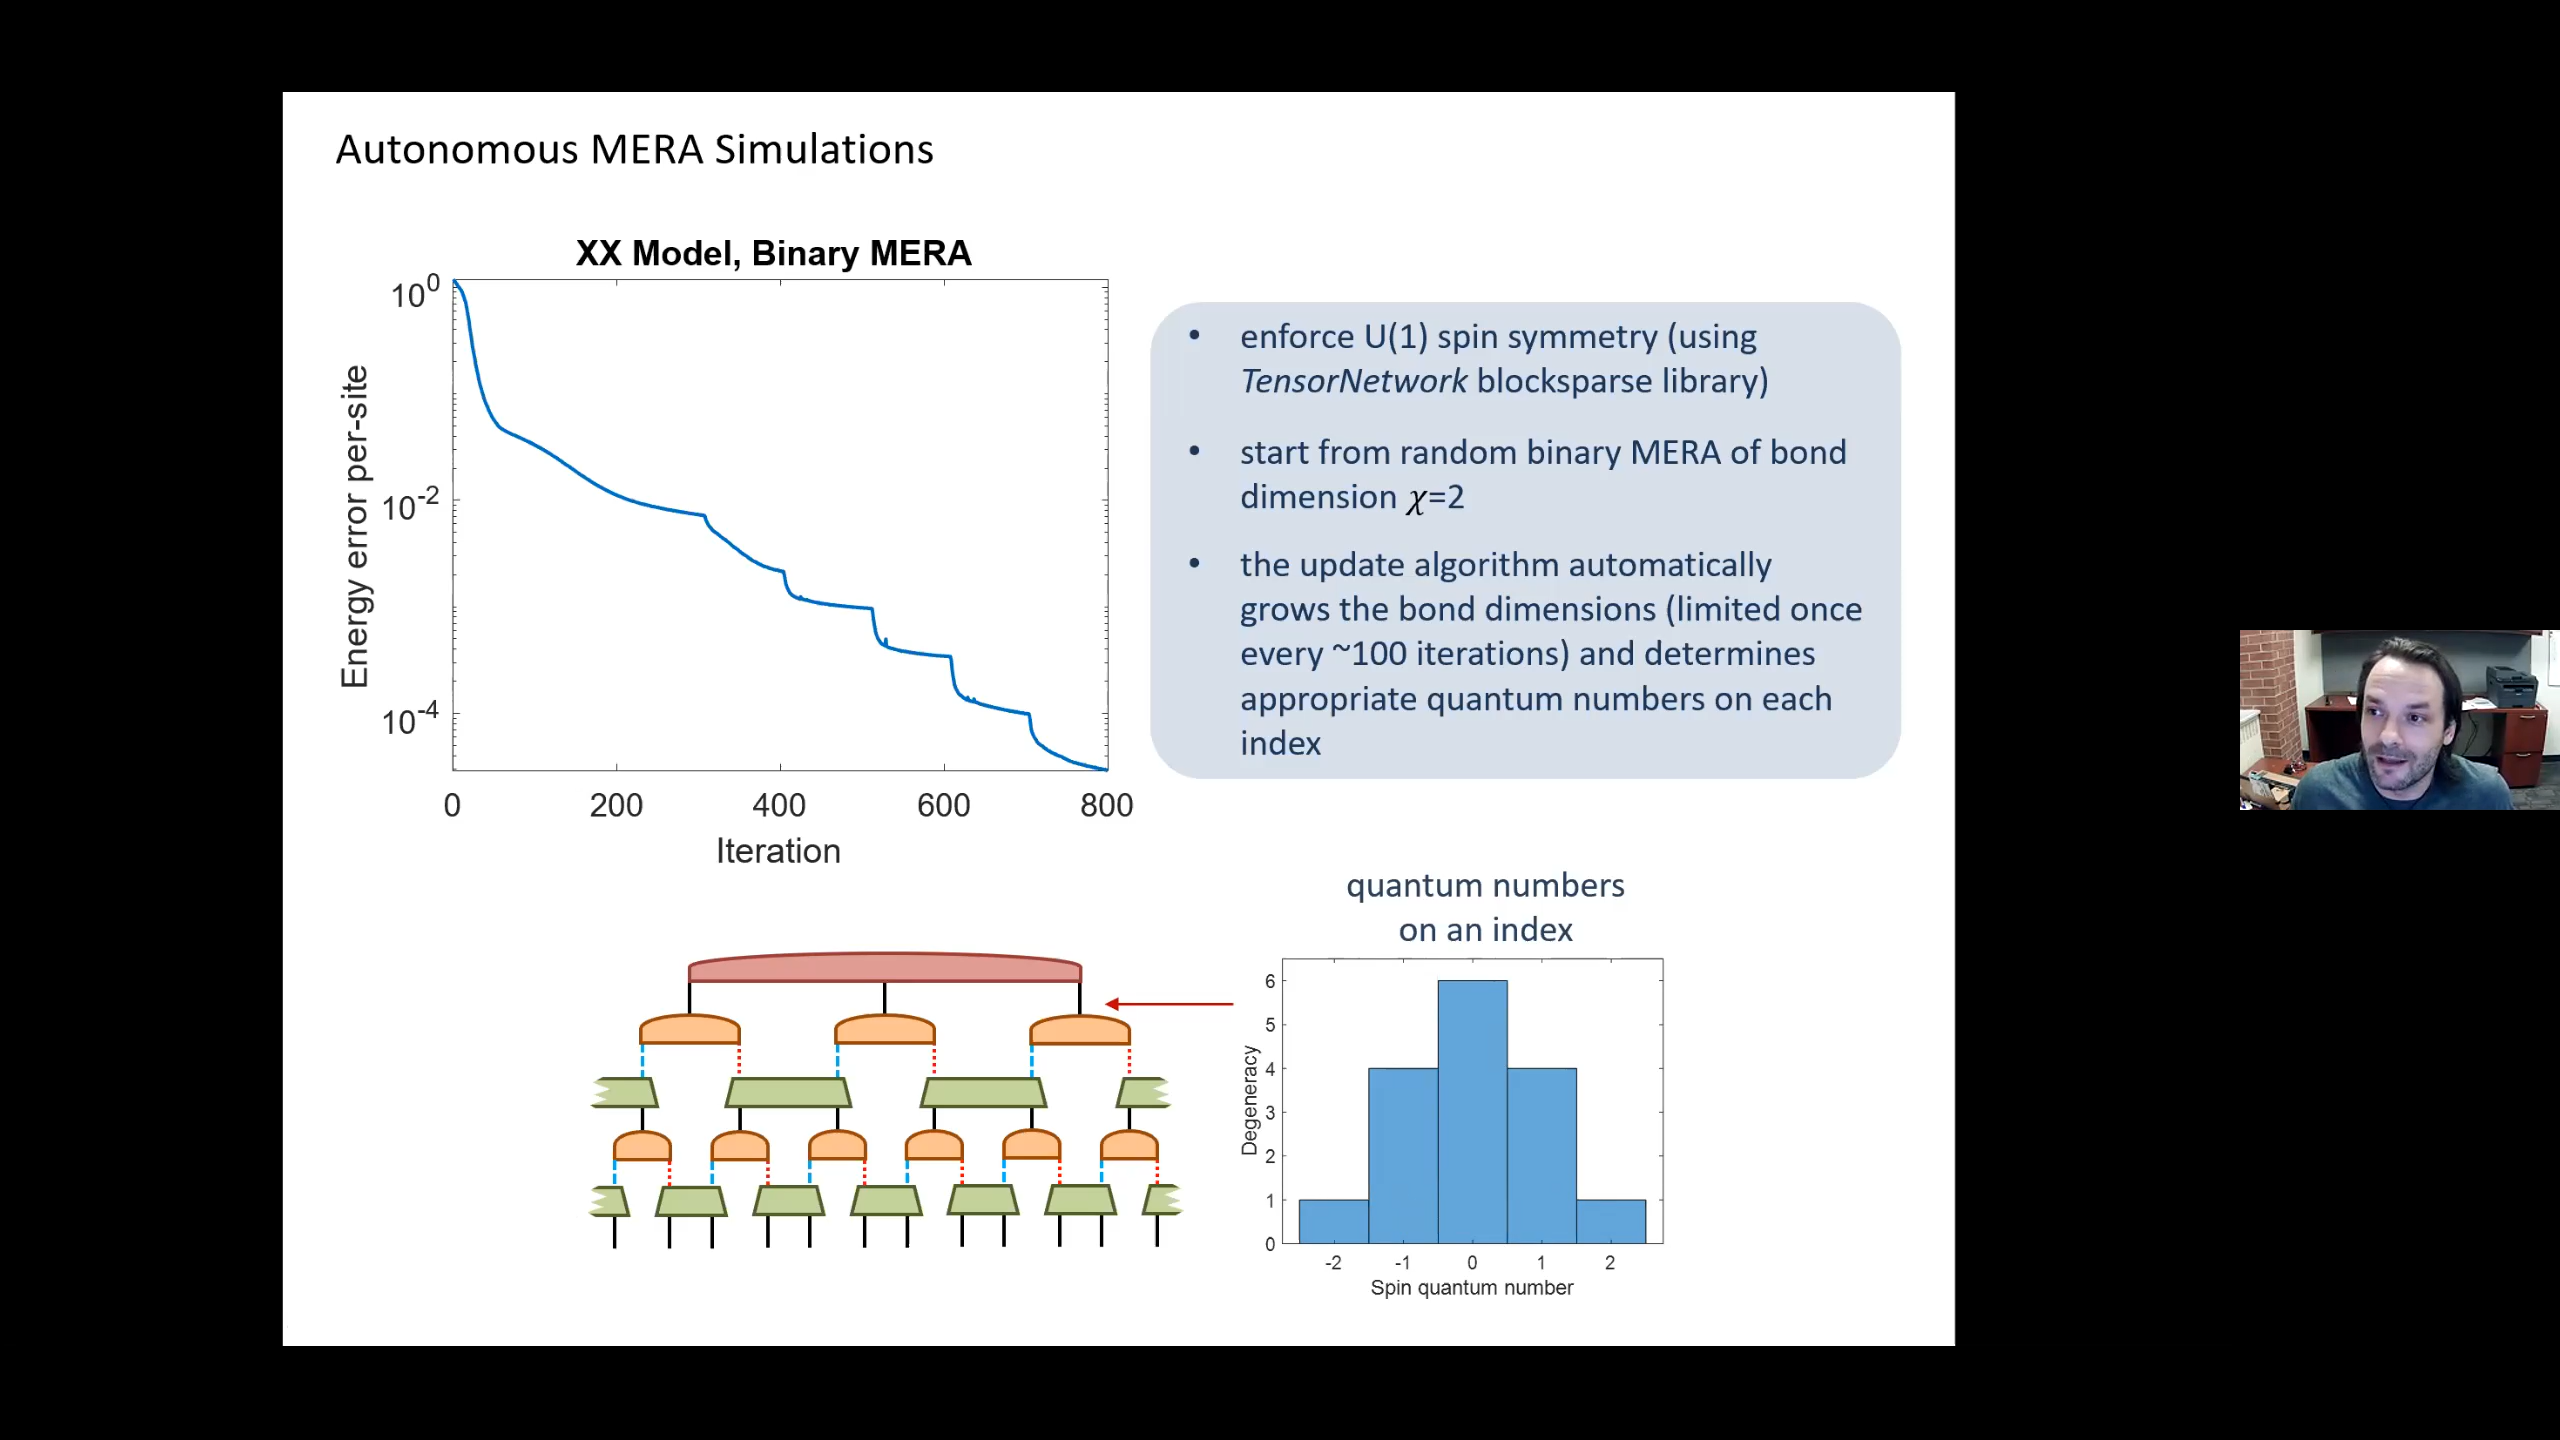 Autonomous MERA Simulations
XX Model, Binary MERA
10^0
10^-2
10^-4
Energy error per-site
0 200 400 600 800
Iteration
• enforce U(1) spin symmetry (using
TensorNetwork blocksparse library)
• start from random binary MERA of bond
dimension χ=2
• the update algorithm automatically
grows the bond dimensions (limited once
every ~100 iterations) and determines
appropriate quantum numbers on each
index
quantum numbers
on an index
6
5
4
3
2
1
0
Degeneracy
-2 -1 0 1 2
Spin quantum number